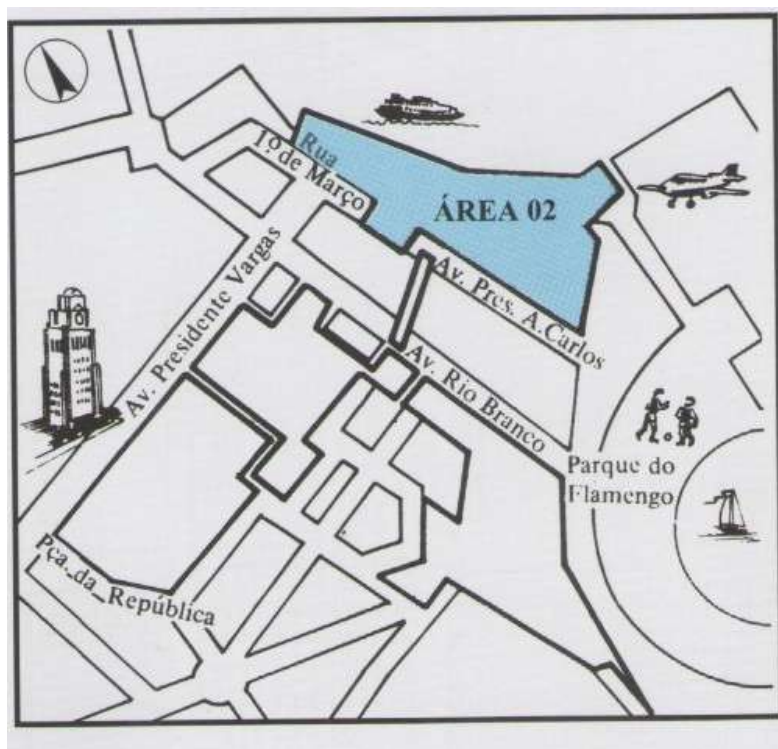 Rua
1º de Março
ÁREA 02
Av. Presidente Vargas
Av. Pres. A. Carlos
Av. Rio Branco
Parque do
Flamengo
Pça. da República